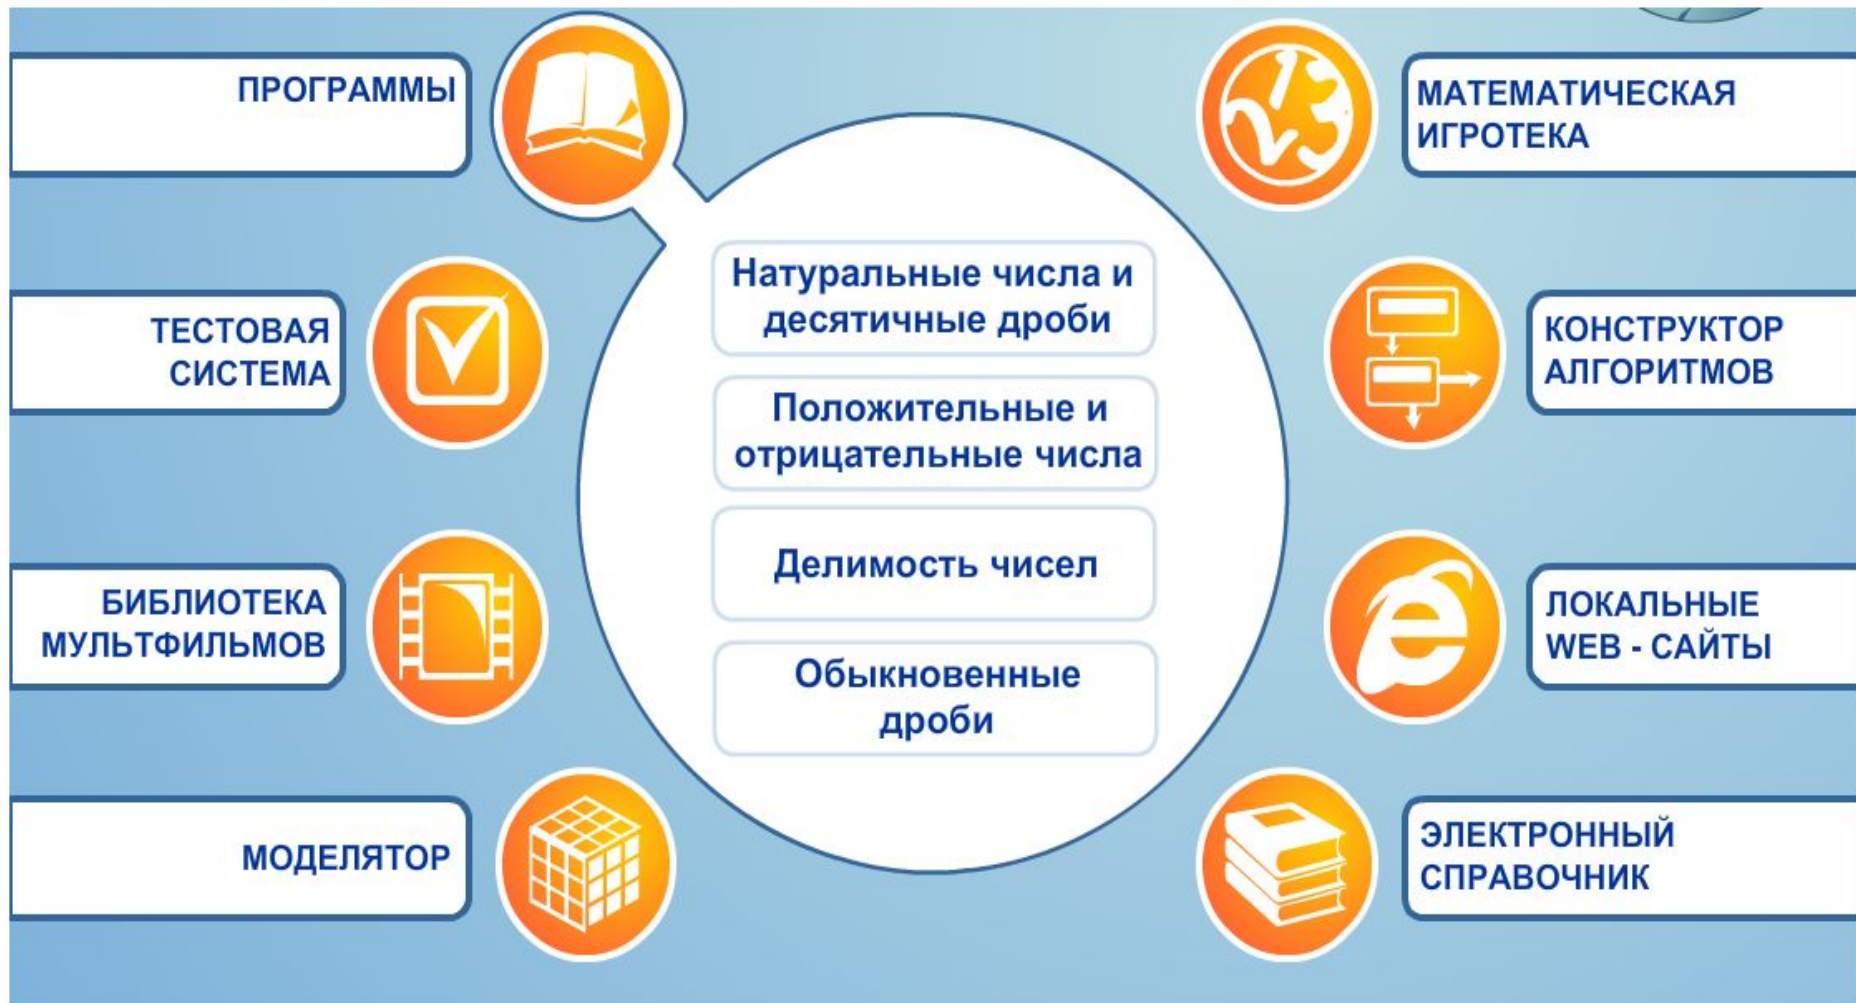 ПРОГРАММЫ
ТЕСТОВАЯ
СИСТЕМА
БИБЛИОТЕКА
МУЛЬТФИЛЬМОВ
МОДЕЛЯТОР
Натуральные числа и
десятичные дроби
Положительные и
отрицательные числа
Делимость чисел
Обыкновенные
дроби
МАТЕМАТИЧЕСКАЯ
ИГРОТЕКА
КОНСТРУКТОР
АЛГОРИТМОВ
ЛОКАЛЬНЫЕ
WEB - САЙТЫ
ЭЛЕКТРОННЫЙ
СПРАВОЧНИК